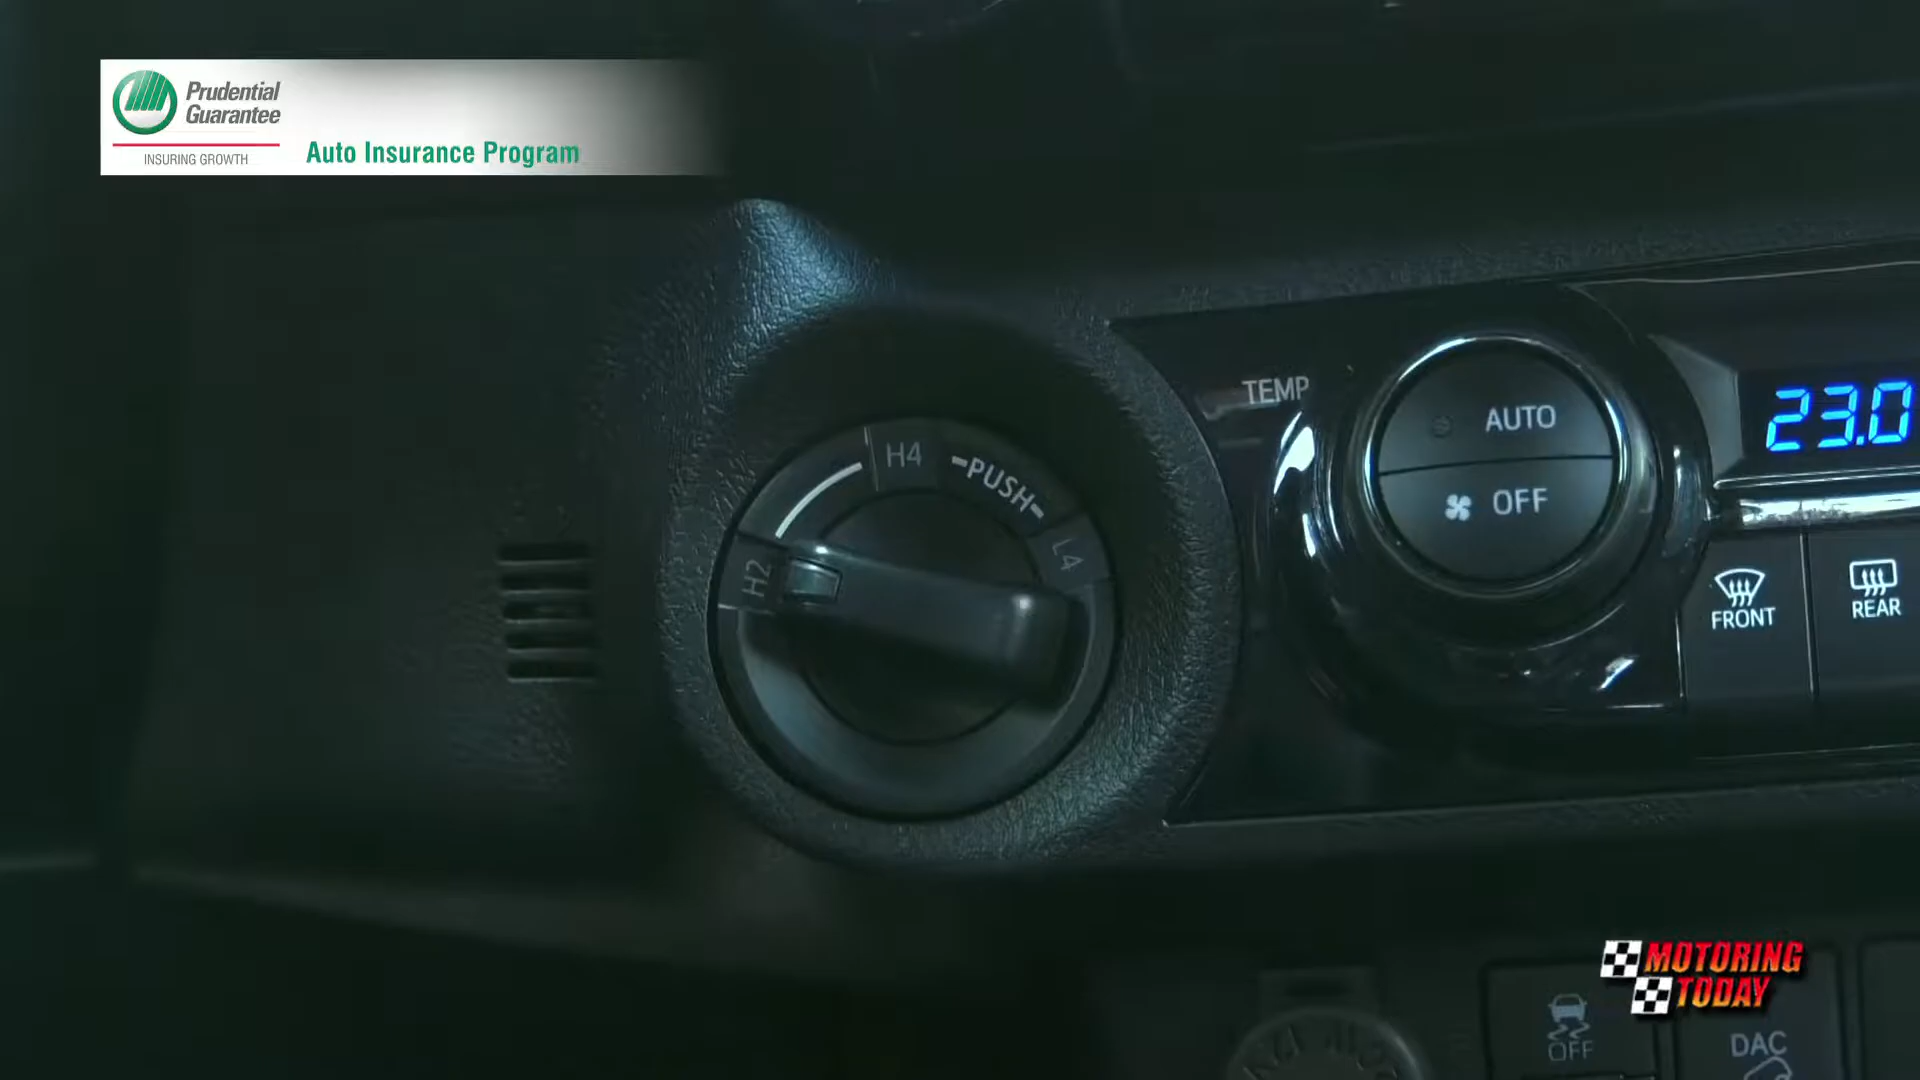 Prudential
Guarantee
INSURING GROWTH
Auto Insurance Program
TEMP
AUTO
OFF
23.0
H4
-PUSH-
L4
H2
FRONT
REAR
MOTORING
TODAY
OFF
DAC